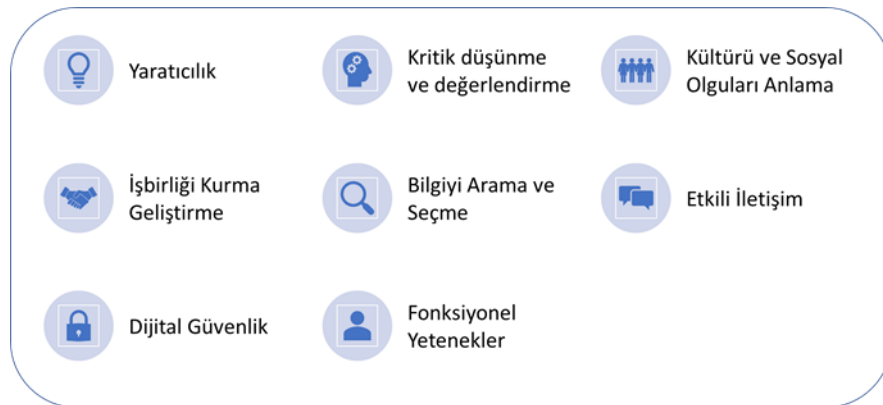 Yaratıcılık
Kritik düşünme
ve değerlendirme
Kültürü ve Sosyal
Olguları Anlama
İşbirliği Kurma
Geliştirme
Bilgiyi Arama ve
Seçme
Etkili İletişim
Dijital Güvenlik
Fonksiyonel
Yetenekler